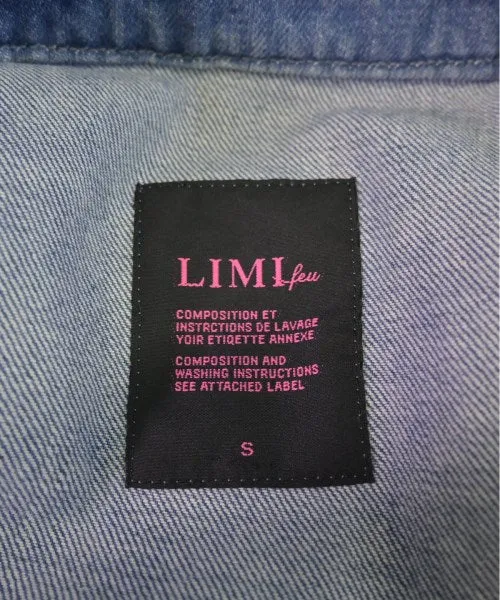 LIMI feu
COMPOSITION ET
INSTRCTIONS DE LAVAGE
YOIR ETIQETTE ANNEXE
COMPOSITION AND
WASHING INSTRUCTIONS
SEE ATTACHED LABEL
S